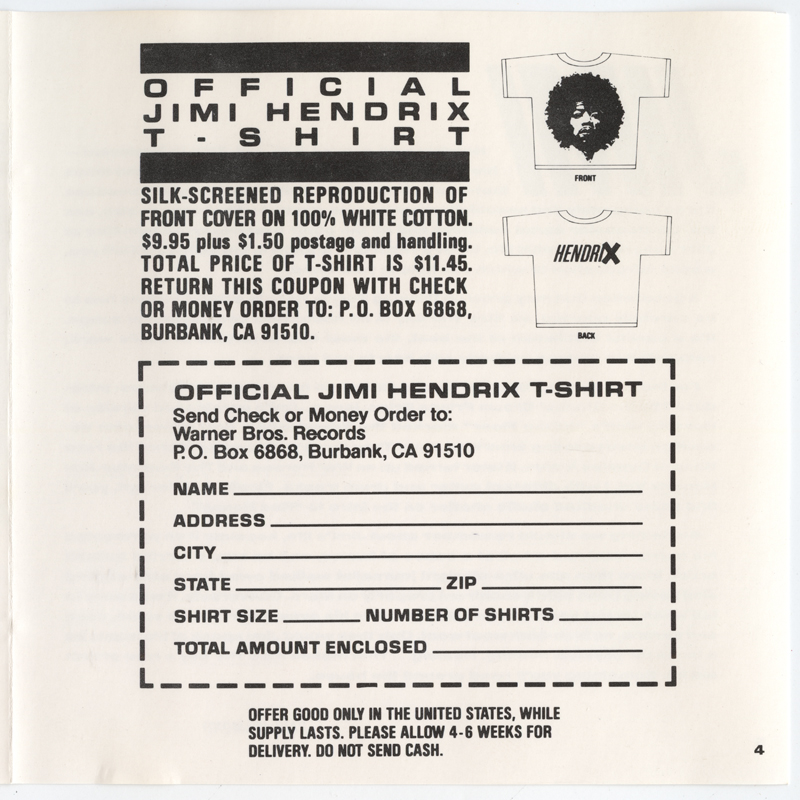 OFFICIAL
JIMI HENDRIX
T-SHIRT
SILK-SCREENED REPRODUCTION OF
FRONT COVER ON 100% WHITE COTTON.
$9.95 plus $1.50 postage and handling.
TOTAL PRICE OF T-SHIRT IS $11.45.
RETURN THIS COUPON WITH CHECK
OR MONEY ORDER TO: P.O. BOX 6868,
BURBANK, CA 91510.
FRONT
HENDRIX
BACK
OFFICIAL JIMI HENDRIX T-SHIRT
Send Check or Money Order to:
Warner Bros. Records
P.O. Box 6868, Burbank, CA 91510
NAME
ADDRESS
CITY
STATE ZIP
SHIRT SIZE NUMBER OF SHIRTS
TOTAL AMOUNT ENCLOSED
OFFER GOOD ONLY IN THE UNITED STATES, WHILE
SUPPLY LASTS. PLEASE ALLOW 4-6 WEEKS FOR
DELIVERY. DO NOT SEND CASH.
4